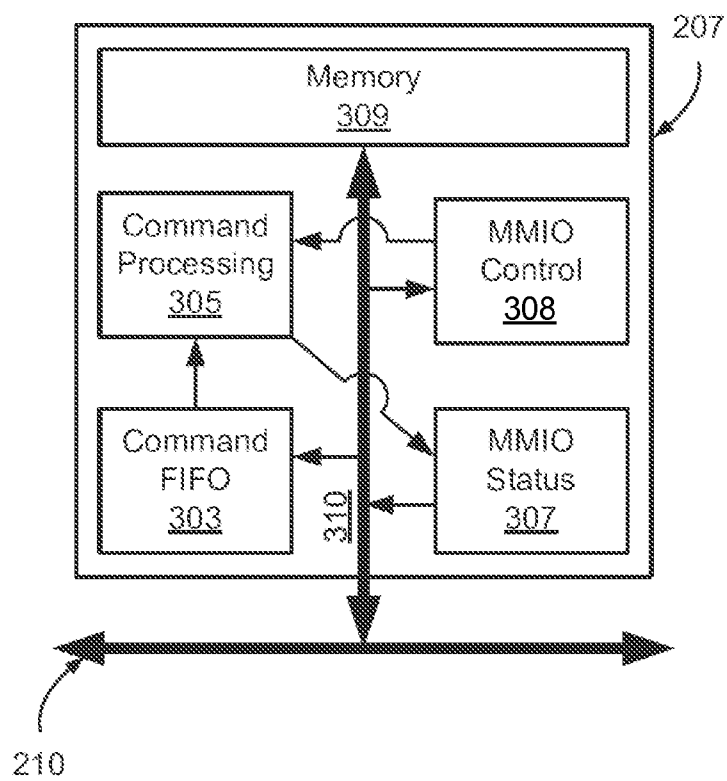 207
Memory
309
Command
Processing
305
MMIO
Control
308
Command
FIFO
303
310
MMIO
Status
307
210